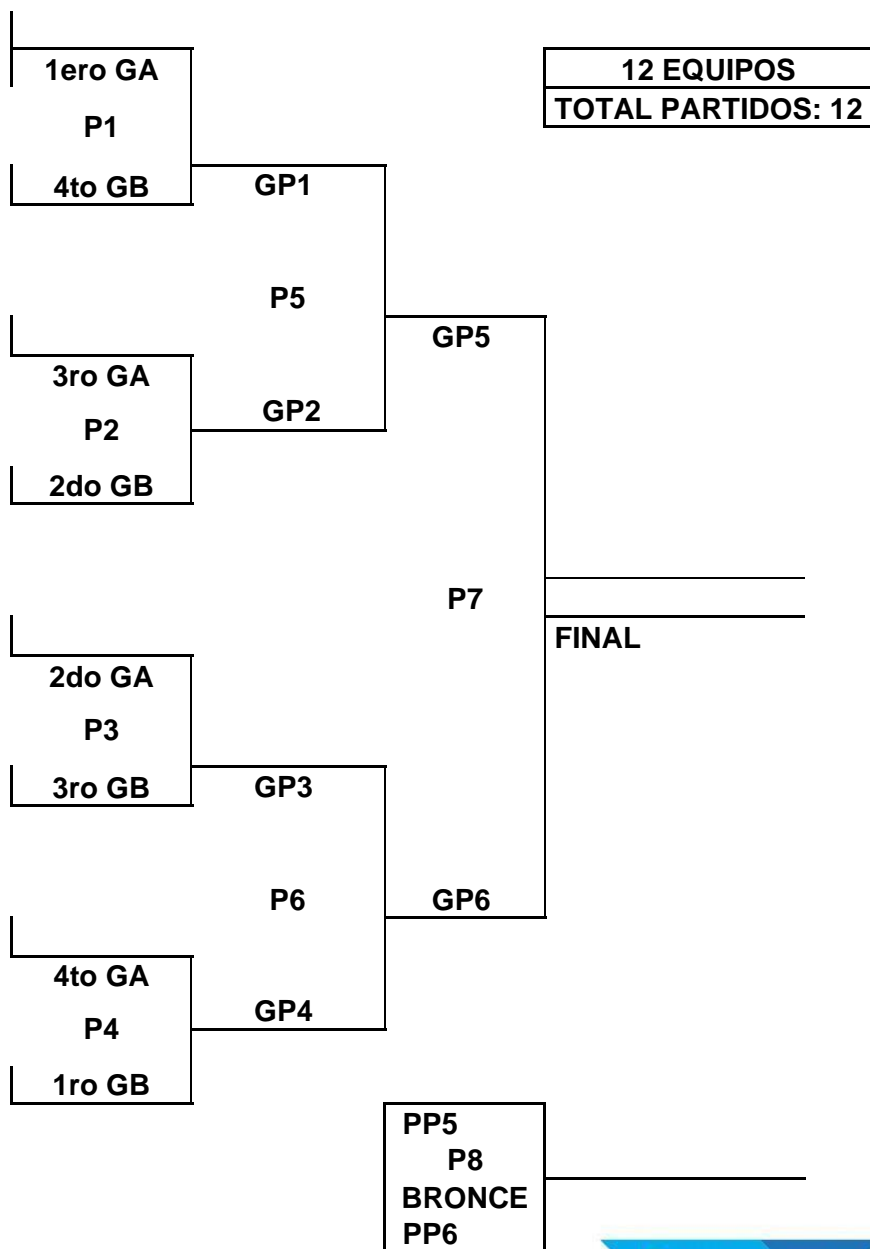 1ero GA
12 EQUIPOS
P1
TOTAL PARTIDOS: 12
4to GB
GP1
P5
GP5
3ro GA
GP2
P2
2do GB
P7
FINAL
2do GA
P3
3ro GB
GP3
P6
GP6
4to GA
GP4
P4
1ro GB
PP5
P8
BRONCE
PP6